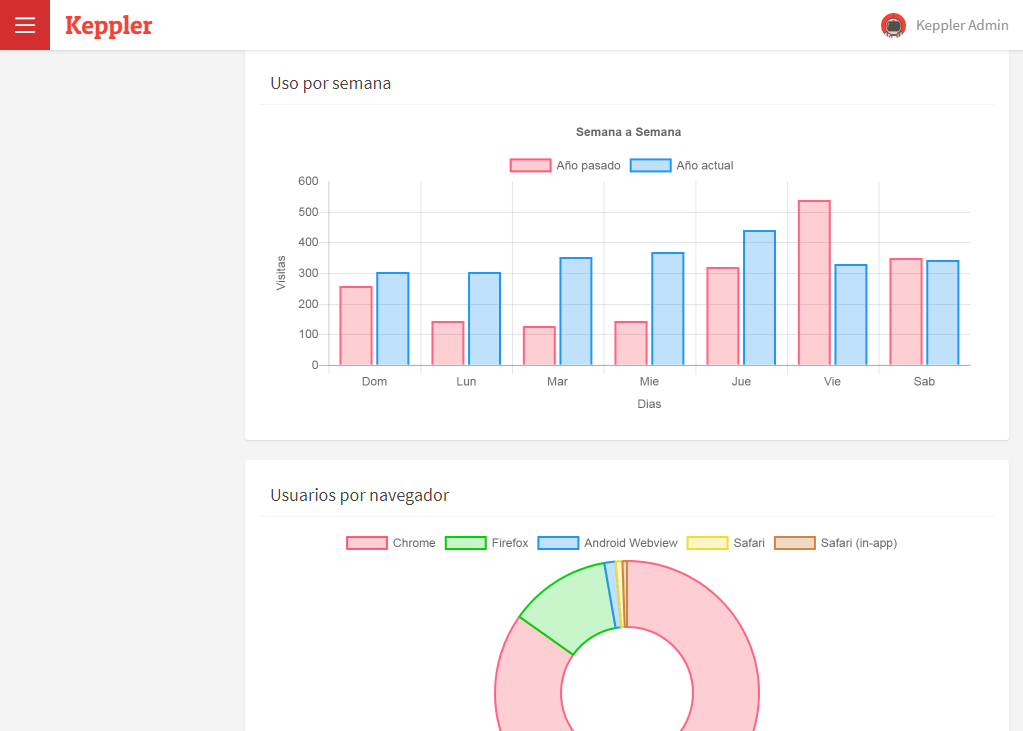 Keppler
Keppler Admin
Uso por semana
Semana a Semana
Año pasado Año actual
600
500
400
300
200
100
0
Visitas
Dom Lun Mar Mie Jue Vie Sab
Dias
Usuarios por navegador
Chrome Firefox Android Webview Safari Safari (in-app)